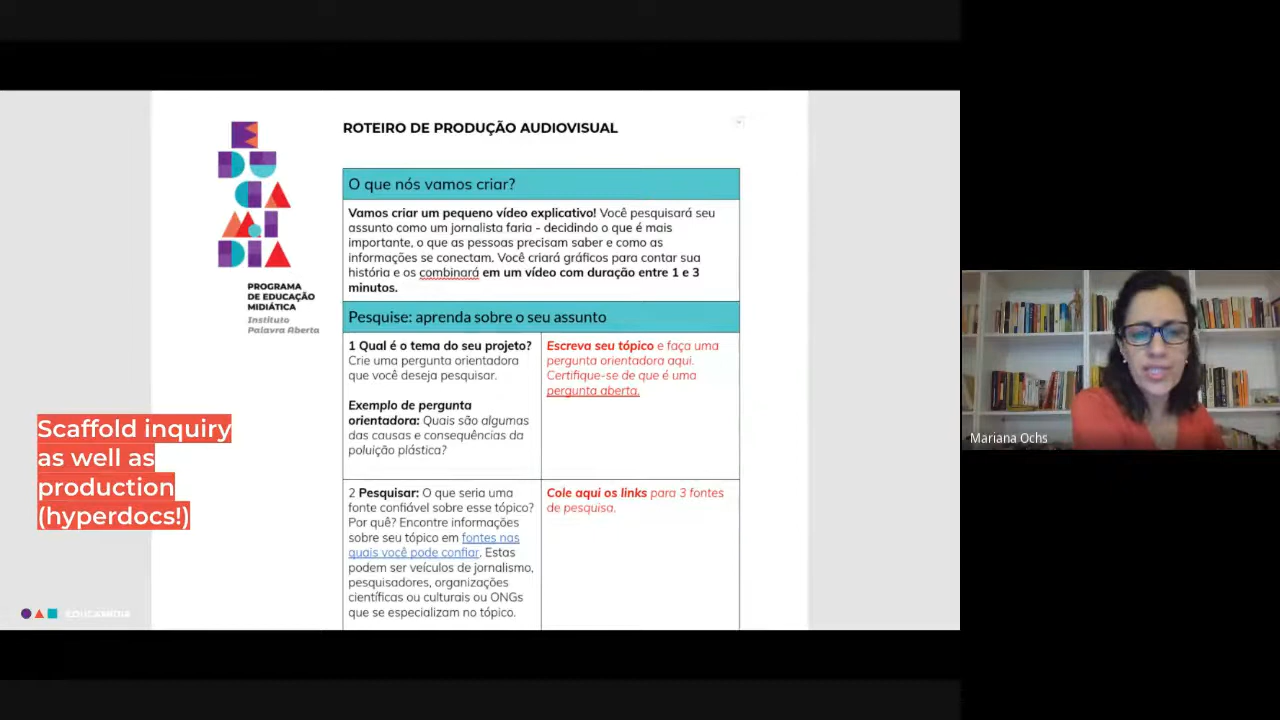 E
DU
CA
MI
DIA
PROGRAMA
DE EDUCAÇÃO
MIDIÁTICA
Instituto
Palavra Aberta
ROTEIRO DE PRODUÇÃO AUDIOVISUAL
O que nós vamos criar?
Vamos criar um pequeno vídeo explicativo! Você pesquisará seu
assunto como um jornalista faria - decidindo o que é mais
importante, o que as pessoas precisam saber e como as
informações se conectam. Você criará gráficos para contar sua
história e os combinará em um vídeo com duração entre 1 e 3
minutos.
Pesquise: aprenda sobre o seu assunto
1 Qual é o tema do seu projeto?
Crie uma pergunta orientadora
que você deseja pesquisar.
Exemplo de pergunta
orientadora: Quais são algumas
das causas e consequências da
poluição plástica?
Escreva seu tópico e faça uma
pergunta orientadora aqui.
Certifique-se de que é uma
pergunta aberta.
2 Pesquisar: O que seria uma
fonte confiável sobre esse tópico?
Por quê? Encontre informações
sobre seu tópico em fontes nas
quais você pode confiar. Estas
podem ser veículos de jornalismo,
pesquisadores, organizações
científicas ou culturais ou ONGs
que se especializam no tópico.
Cole aqui os links para 3 fontes
de pesquisa.
Scaffold inquiry
as well as
production
(hyperdocs!)
EDUCAMÍDIA
Mariana Ochs